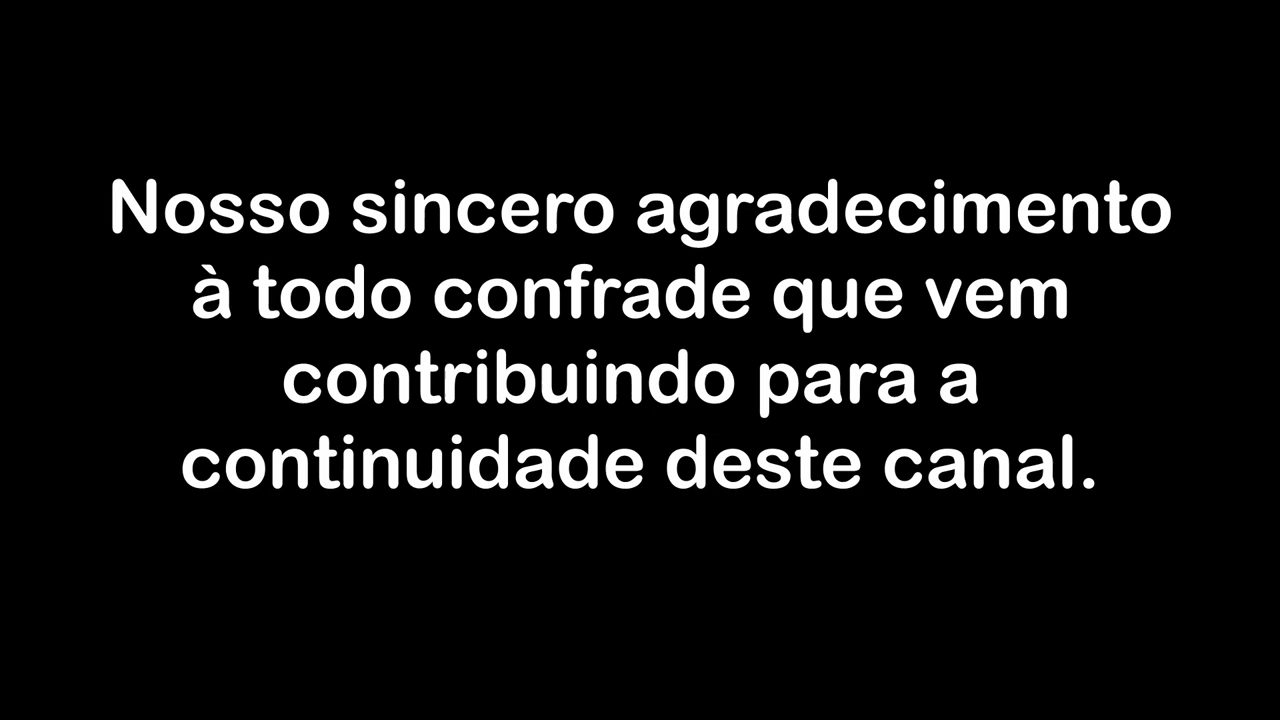 Nosso sincero agradecimento
à todo confrade que vem
contribuindo para a
continuidade deste canal.